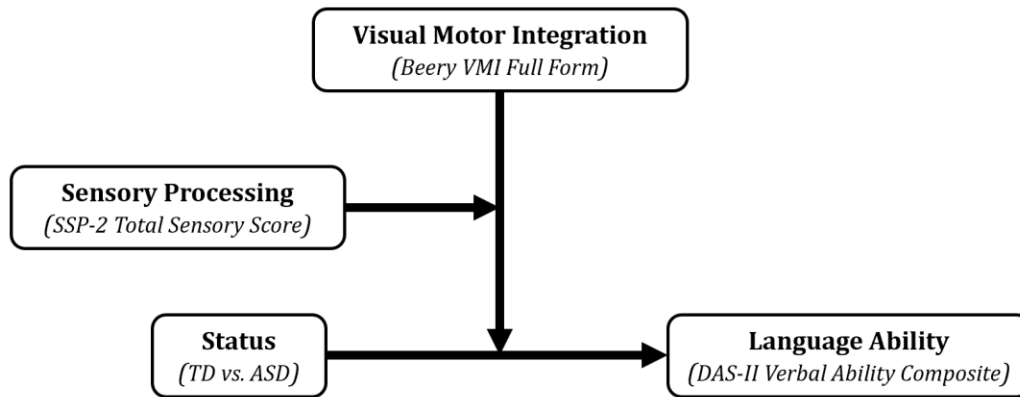 Visual Motor Integration
(Beery VMI Full Form)
Sensory Processing
(SSP-2 Total Sensory Score)
Status
(TD vs. ASD)
Language Ability
(DAS-II Verbal Ability Composite)